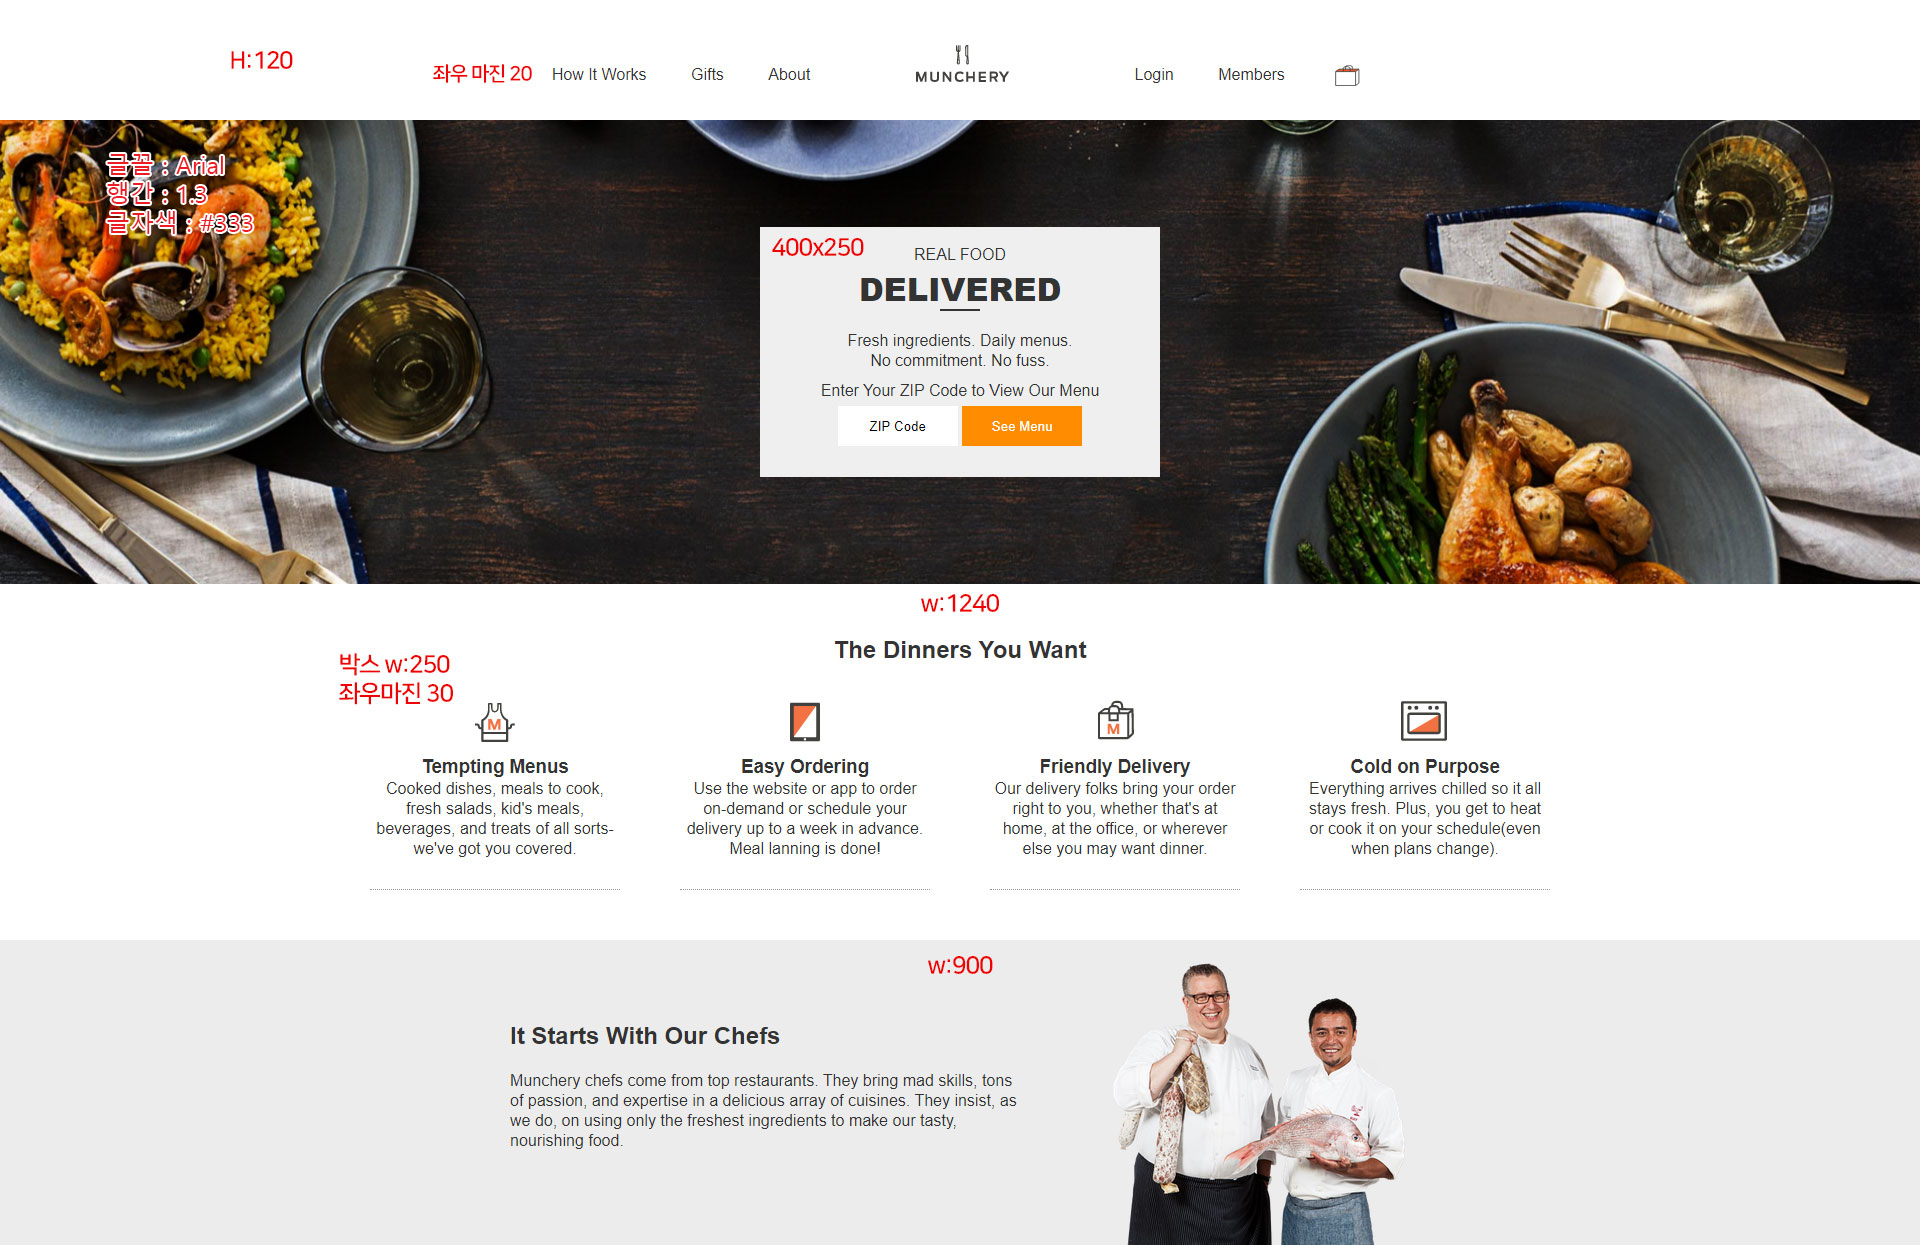 H:120
좌우 마진 20
How It Works
Gifts
About
MUNCHERY
Login
Members
글꼴 : Arial
행간 : 1.3
글자색 : #333
400x250
REAL FOOD
DELIVERED
Fresh ingredients. Daily menus.
No commitment. No fuss.
Enter Your ZIP Code to View Our Menu
ZIP Code
See Menu
w:1240
The Dinners You Want
박스 w:250
좌우마진 30
M
Tempting Menus
Cooked dishes, meals to cook,
fresh salads, kid's meals,
beverages, and treats of all sorts-
we've got you covered.
Easy Ordering
Use the website or app to order
on-demand or schedule your
delivery up to a week in advance.
Meal lanning is done!
M
Friendly Delivery
Our delivery folks bring your order
right to you, whether that's at
home, at the office, or wherever
else you may want dinner.
Cold on Purpose
Everything arrives chilled so it all
stays fresh. Plus, you get to heat
or cook it on your schedule(even
when plans change).
w:900
It Starts With Our Chefs
Munchery chefs come from top restaurants. They bring mad skills, tons
of passion, and expertise in a delicious array of cuisines. They insist, as
we do, on using only the freshest ingredients to make our tasty,
nourishing food.